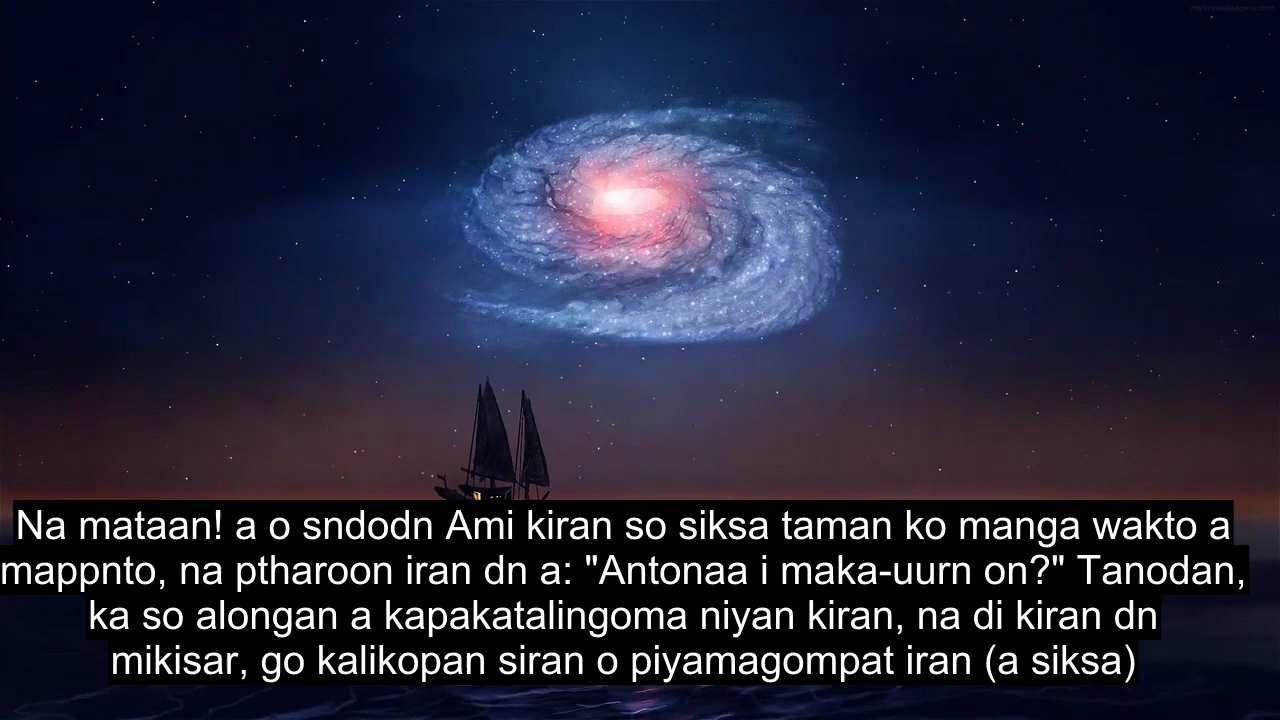 Na mataan! a o sndodn Ami kiran so siksa taman ko manga wakto a
mappnto, na ptharoon iran dn a: "Antonaa i maka-uurn on?" Tanodan,
ka so alongan a kapakatalingoma niyan kiran, na di kiran dn
mikisar, go kalikopan siran o piyamagompat iran (a siksa)